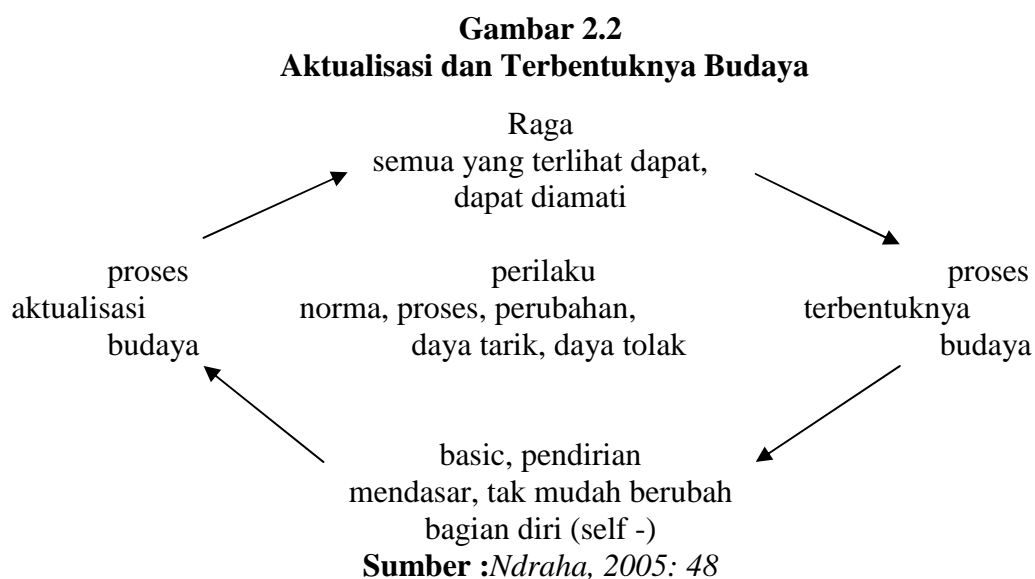 Gambar 2.2
Aktualisasi dan Terbentuknya Budaya
Raga
semua yang terlihat dapat,
dapat diamati
proses perilaku proses
aktualisasi norma, proses, perubahan, terbentuknya
budaya daya tarik, daya tolak budaya
basic, pendirian
mendasar, tak mudah berubah
bagian diri (self -)
Sumber :Ndraha, 2005: 48